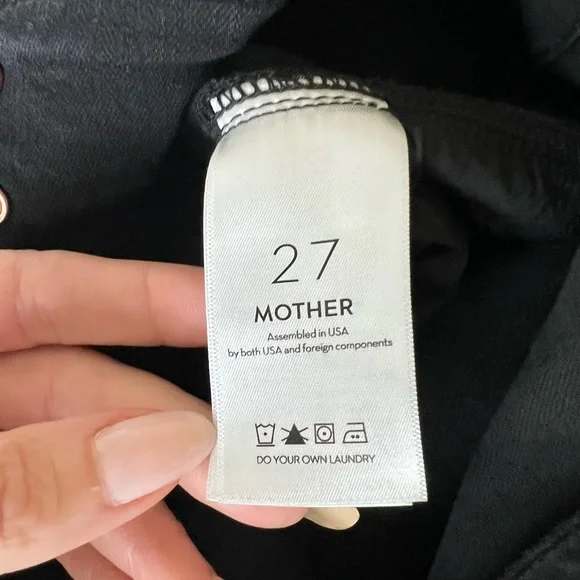 27
MOTHER
Assembled in USA
by both USA and foreign components
DO YOUR OWN LAUNDRY